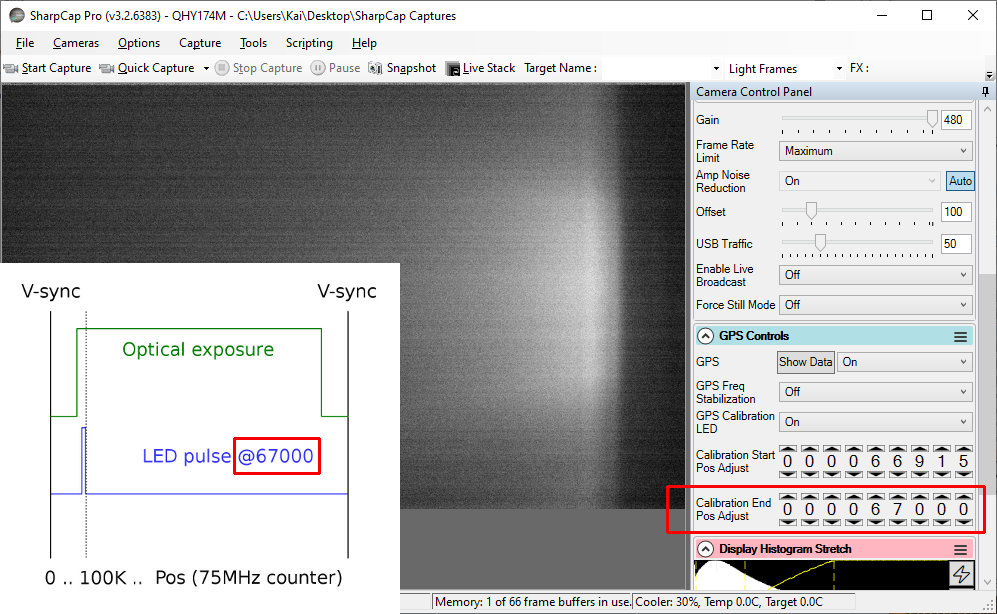 SharpCap Pro (v3.2.6383) - QHY174M - C:\Users\Kai\Desktop\SharpCap Captures
File Cameras Options Capture Tools Scripting Help
Start Capture Quick Capture Stop Capture Pause Snapshot Live Stack Target Name : Light Frames FX :
Camera Control Panel
Gain 480
Frame Rate
Limit
Maximum
Amp Noise
Reduction
On Auto
Offset 100
USB Traffic 50
Enable Live
Broadcast
Off
Force Still Mode Off
GPS Controls
GPS Show Data On
GPS Freq
Stabilization
Off
GPS Calibration
LED
On
Calibration Start
Pos Adjust
0 0 0 0 6 6 9 1 5
Calibration End
Pos Adjust
0 0 0 0 6 7 0 0 0
Display Histogram Stretch
V-sync V-sync
Optical exposure
LED pulse @67000
0 .. 100K .. Pos (75MHz counter)
Memory: 1 of 66 frame buffers in use. Cooler: 30%, Temp 0.0C, Target 0.0C